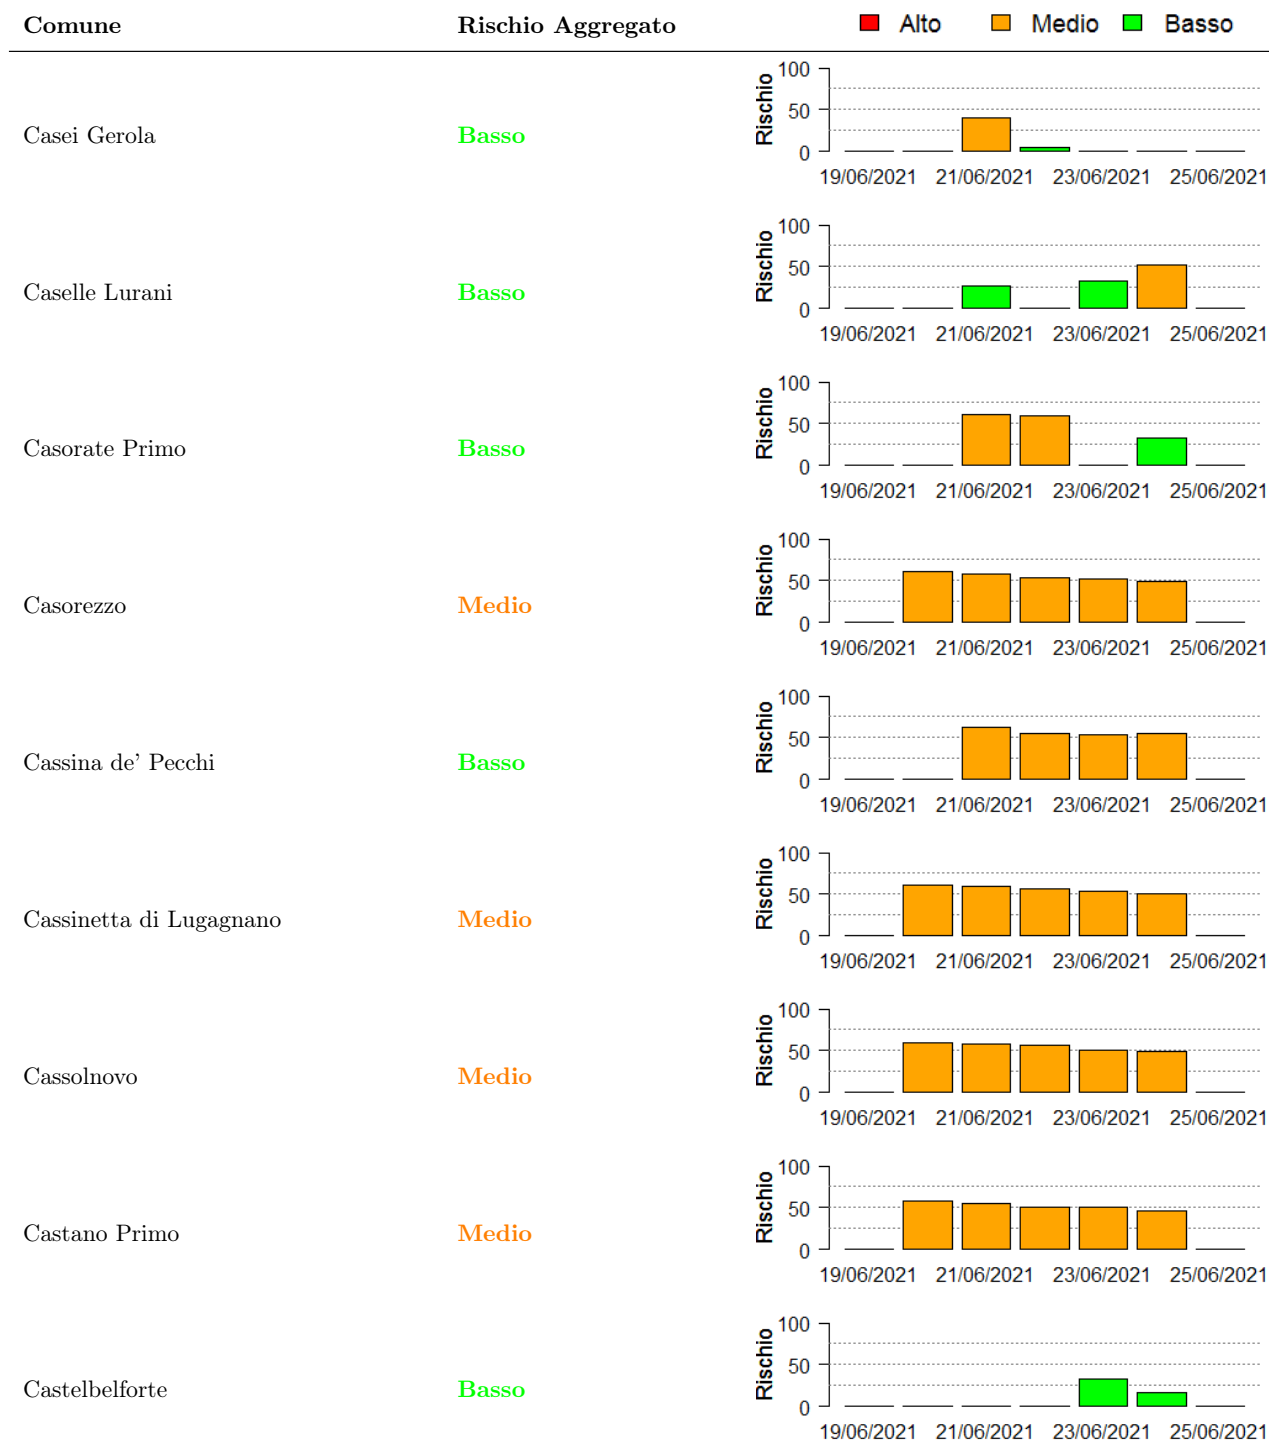 Comune Rischio Aggregato Alto Medio Basso
100
50
0
Rischio
Casei Gerola Basso
19/06/2021 21/06/2021 23/06/2021 25/06/2021
100
50
0
Rischio
Caselle Lurani Basso
19/06/2021 21/06/2021 23/06/2021 25/06/2021
100
50
0
Rischio
Casorate Primo Basso
19/06/2021 21/06/2021 23/06/2021 25/06/2021
100
50
0
Rischio
Casorezzo Medio
19/06/2021 21/06/2021 23/06/2021 25/06/2021
100
50
0
Rischio
Cassina de' Pecchi Basso
19/06/2021 21/06/2021 23/06/2021 25/06/2021
100
50
0
Rischio
Cassinetta di Lugagnano Medio
19/06/2021 21/06/2021 23/06/2021 25/06/2021
100
50
0
Rischio
Cassolnovo Medio
19/06/2021 21/06/2021 23/06/2021 25/06/2021
100
50
0
Rischio
Castano Primo Medio
19/06/2021 21/06/2021 23/06/2021 25/06/2021
100
50
0
Rischio
Castelbelforte Basso
19/06/2021 21/06/2021 23/06/2021 25/06/2021